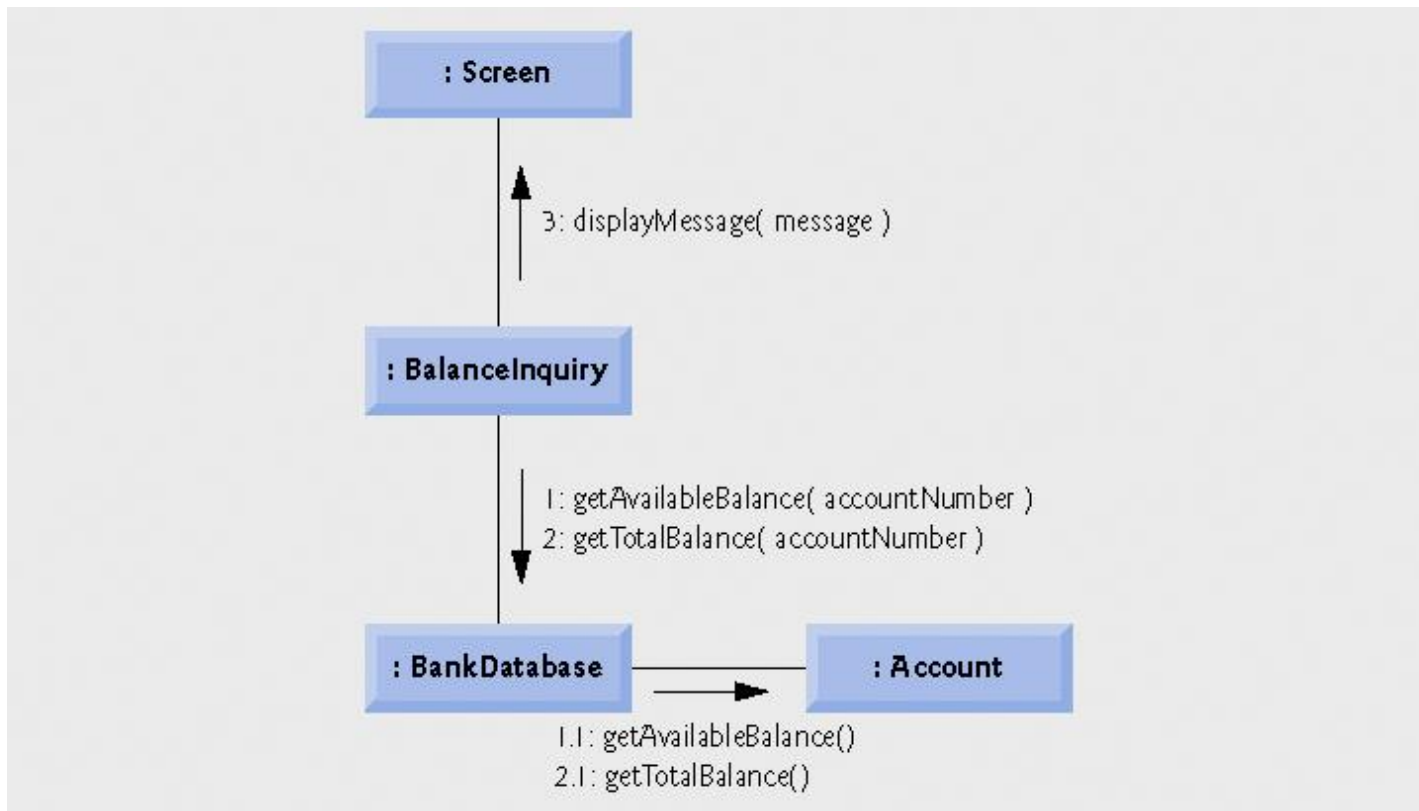 : Screen
3: displayMessage( message )
: BalanceInquiry
1: getAvailableBalance( accountNumber )
2: getTotalBalance( accountNumber )
: BankDatabase
: Account
1.1: getAvailableBalance()
2.1: getTotalBalance()